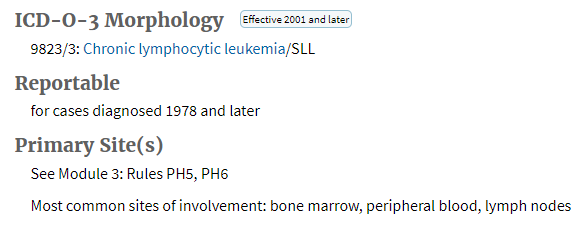 ICD-O-3 Morphology Effective 2001 and later
9823/3: Chronic lymphocytic leukemia/SLL
Reportable
for cases diagnosed 1978 and later
Primary Site(s)
See Module 3: Rules PH5, PH6
Most common sites of involvement: bone marrow, peripheral blood, lymph nodes